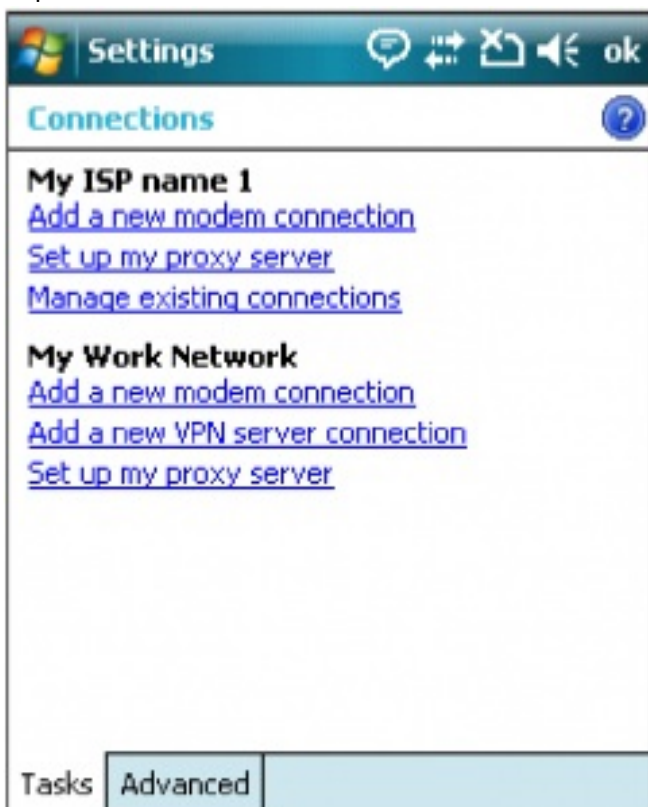 Settings ok
Connections ?
My ISP name 1
Add a new modem connection
Set up my proxy server
Manage existing connections
My Work Network
Add a new modem connection
Add a new VPN server connection
Set up my proxy server
Tasks Advanced